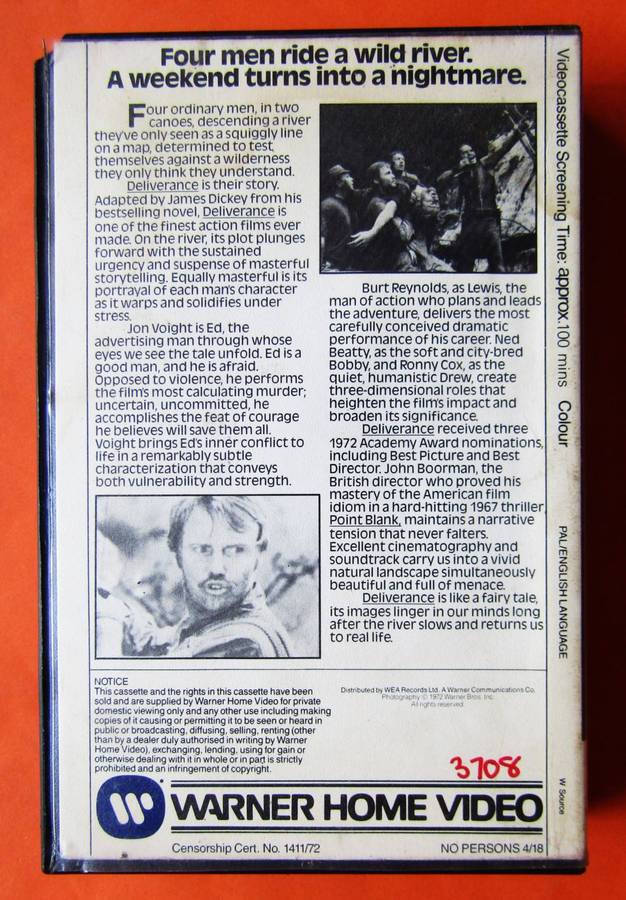 Four men ride a wild river.
A weekend turns into a nightmare.
Four ordinary men, in two
canoes, descending a river
they've only seen as a squiggly line
on a map, determined to test
themselves against a wilderness
they only think they understand.
Deliverance is their story.
Adapted by James Dickey from his
bestselling novel, Deliverance is
one of the finest action films ever
made. On the river, its plot plunges
forward with the sustained
urgency and suspense of masterful
storytelling. Equally masterful is its
portrayal of each man's character
as it warps and solidifies under
stress.
Jon Voight is Ed, the
advertising man through whose
eyes we see the tale unfold. Ed is a
good man, and he is afraid.
Opposed to violence, he performs
the film's most calculating murder;
uncertain, uncommitted, he
accomplishes the feat of courage
he believes will save them all.
Voight brings Ed's inner conflict to
life in a remarkably subtle
characterization that conveys
both vulnerability and strength.
Burt Reynolds, as Lewis, the
man of action who plans and leads
the adventure, delivers the most
carefully conceived dramatic
performance of his career. Ned
Beatty, as the soft and city-bred
Bobby, and Ronny Cox, as the
quiet, humanistic Drew, create
three-dimensional roles that
heighten the film's impact and
broaden its significance.
Deliverance received three
1972 Academy Award nominations,
including Best Picture and Best
Director. John Boorman, the
British director who proved his
mastery of the American film
idiom in a hard-hitting 1967 thriller,
Point Blank, maintains a narrative
tension that never falters.
Excellent cinematography and
soundtrack carry us into a vivid
natural landscape simultaneously
beautiful and full of menace.
Deliverance is like a fairy tale,
its images linger in our minds long
after the river slows and returns us
to real life.
NOTICE
This cassette and the rights in this cassette have been
sold and are supplied by Warner Home Video for private
domestic viewing only and any other use including making
copies of it causing or permitting it to be seen or heard in
public or broadcasting, diffusing, selling, renting (other
than by a dealer duly authorised in writing by Warner
Home Video), exchanging, lending, using for gain or
otherwise dealing with it in whole or in part is strictly
prohibited and an infringement of copyright.
Distributed by WEA Records Ltd. A Warner Communications Co.
Photography © 1972 Warner Bros. Inc.
All rights reserved.
3708
W WARNER HOME VIDEO
Censorship Cert. No. 1411/72
NO PERSONS 4/18
Videocassette Screening Time: approx. 100 mins Colour
PAL/ENGLISH LANGUAGE
W Source